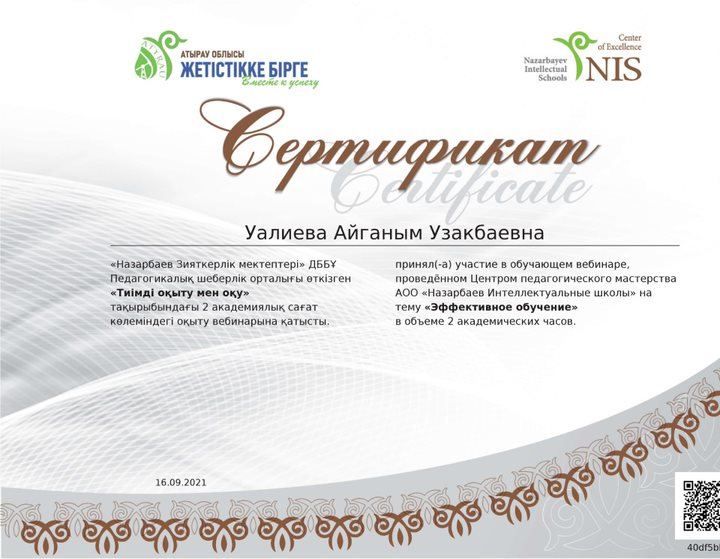 АТЫРАУ ОБЛЫСЫ
ЖЕТІСТІККЕ БІРГЕ
Вместе к успеху
ATYRAU
Center
of Excellence
Nazarbayev
Intellectual
Schools
NIS
Сертификат
Certificate
Уалиева Айганым Узакбаевна
«Назарбаев Зияткерлік мектептері» ДББҰ
Педагогикалық шеберлік орталығы өткізген
«Тиімді оқыту мен оқу»
тақырыбындағы 2 академиялық сағат
көлеміндегі оқыту вебинарына қатысты.
принял(-а) участие в обучающем вебинаре,
проведённом Центром педагогического мастерства
АОО «Назарбаев Интеллектуальные школы» на
тему «Эффективное обучение»
в объеме 2 академических часов.
16.09.2021